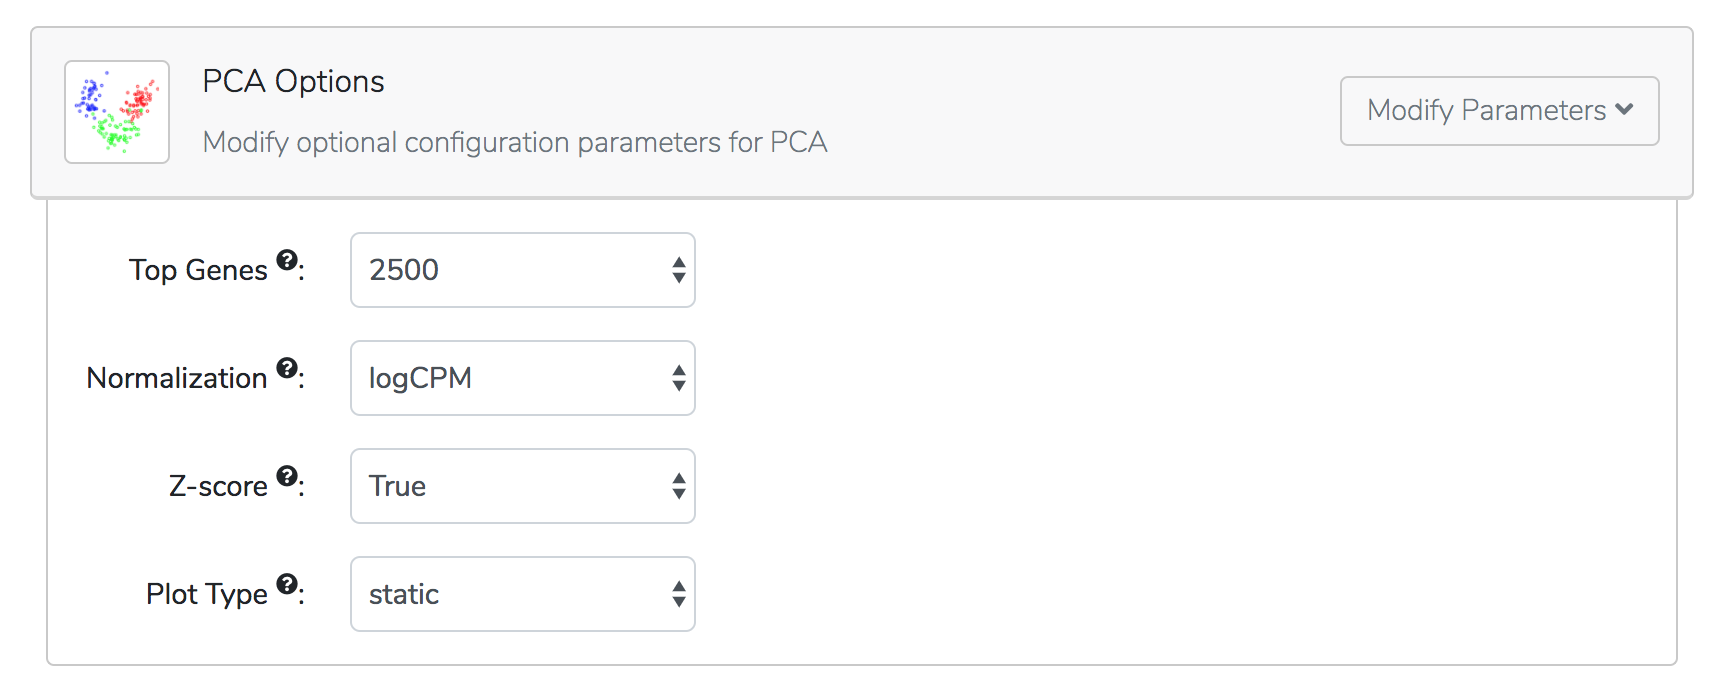 PCA Options
Modify optional configuration parameters for PCA
Modify Parameters
Top Genes ?: 2500
Normalization ?: logCPM
Z-score ?: True
Plot Type ?: static